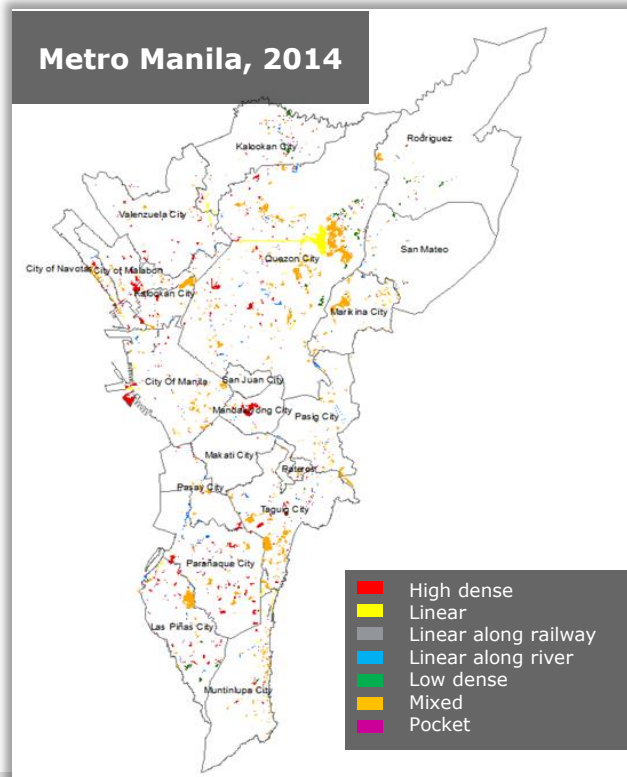 Metro Manila, 2014
Rodriguez
Kalookan City
Valenzuela City
San Mateo
Quezon City
City of Navotas
City of Malabon
Kalookan City
Marikina City
San Juan City
City Of Manila
Mandaluyong City
Pasig City
Makati City
Pateros
Pasay City
Taguig City
Parañaque City
Las Piñas City
Muntinlupa City
High dense
Linear
Linear along railway
Linear along river
Low dense
Mixed
Pocket